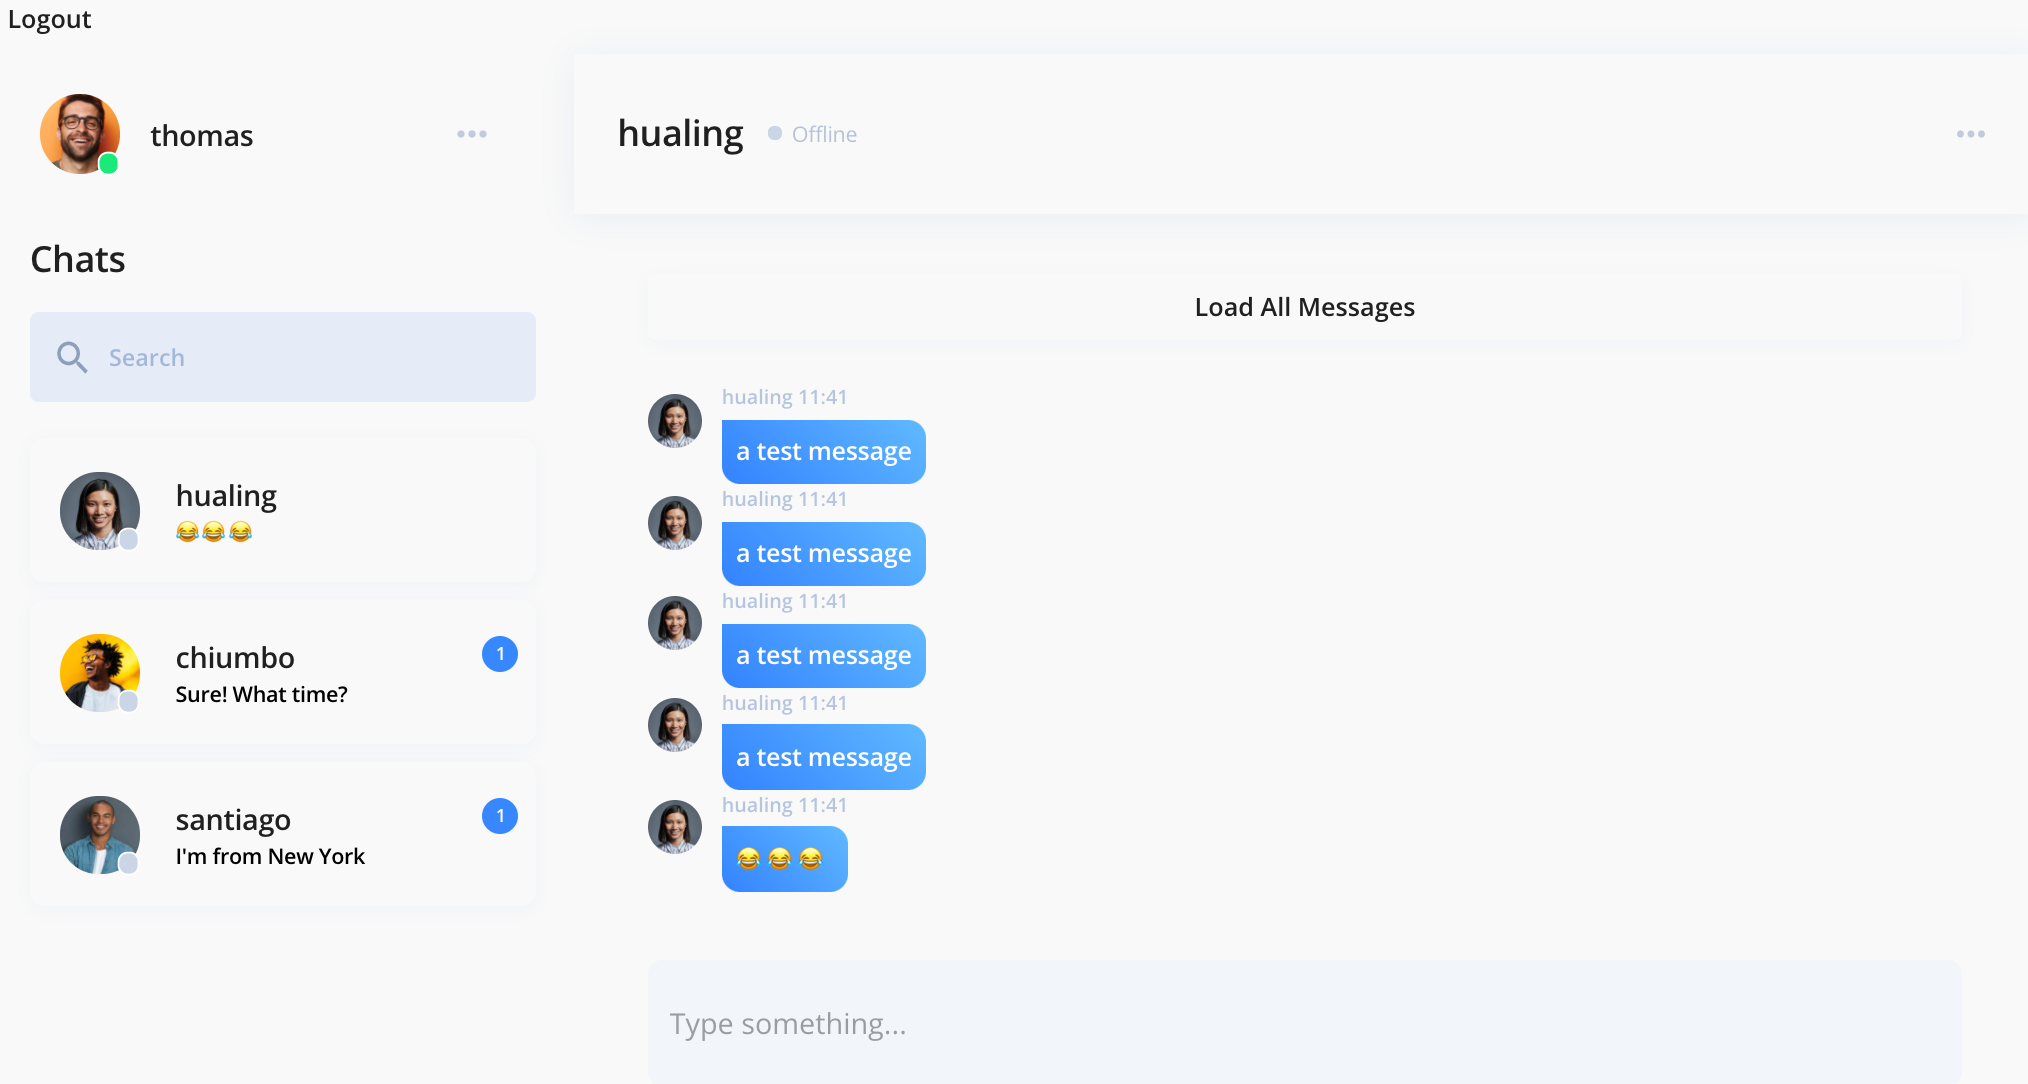 Logout
thomas
Chats
Search
hualing
😂😂😂
chiumbo
1
Sure! What time?
santiago
1
I'm from New York
hualing
Offline
Load All Messages
hualing 11:41
a test message
hualing 11:41
a test message
hualing 11:41
a test message
hualing 11:41
a test message
hualing 11:41
😂 😂 😂
Type something...